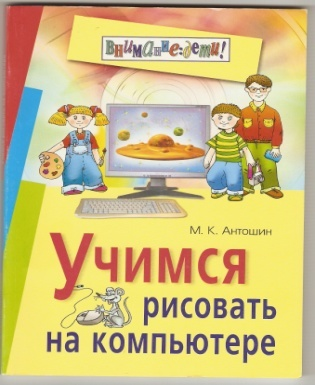 Внимание: дети!
М. К. Антошин
Учимся
рисовать
на компьютере